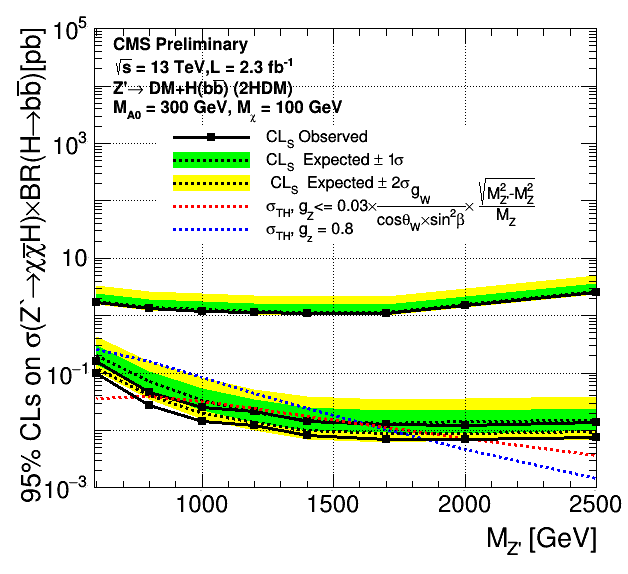 CMS Preliminary
√s = 13 TeV,L = 2.3 fb⁻¹
Z'→ DM+H(bb̅) (2HDM)
M_A0 = 300 GeV, M_χ = 100 GeV
CL_S Observed
CL_S Expected ± 1σ
CL_S Expected ± 2σ
σ_TH, g_Z<= 0.03× g_W / cosθ_W×sin²β × √M²_Z'-M²_Z / M_Z
σ_TH, g_z = 0.8
95% CLs on σ(Z`→χχ̅H)×BR(H→bb̅)[pb]
10⁵
10³
10
10⁻¹
10⁻³
1000
1500
2000
2500
M_Z' [GeV]